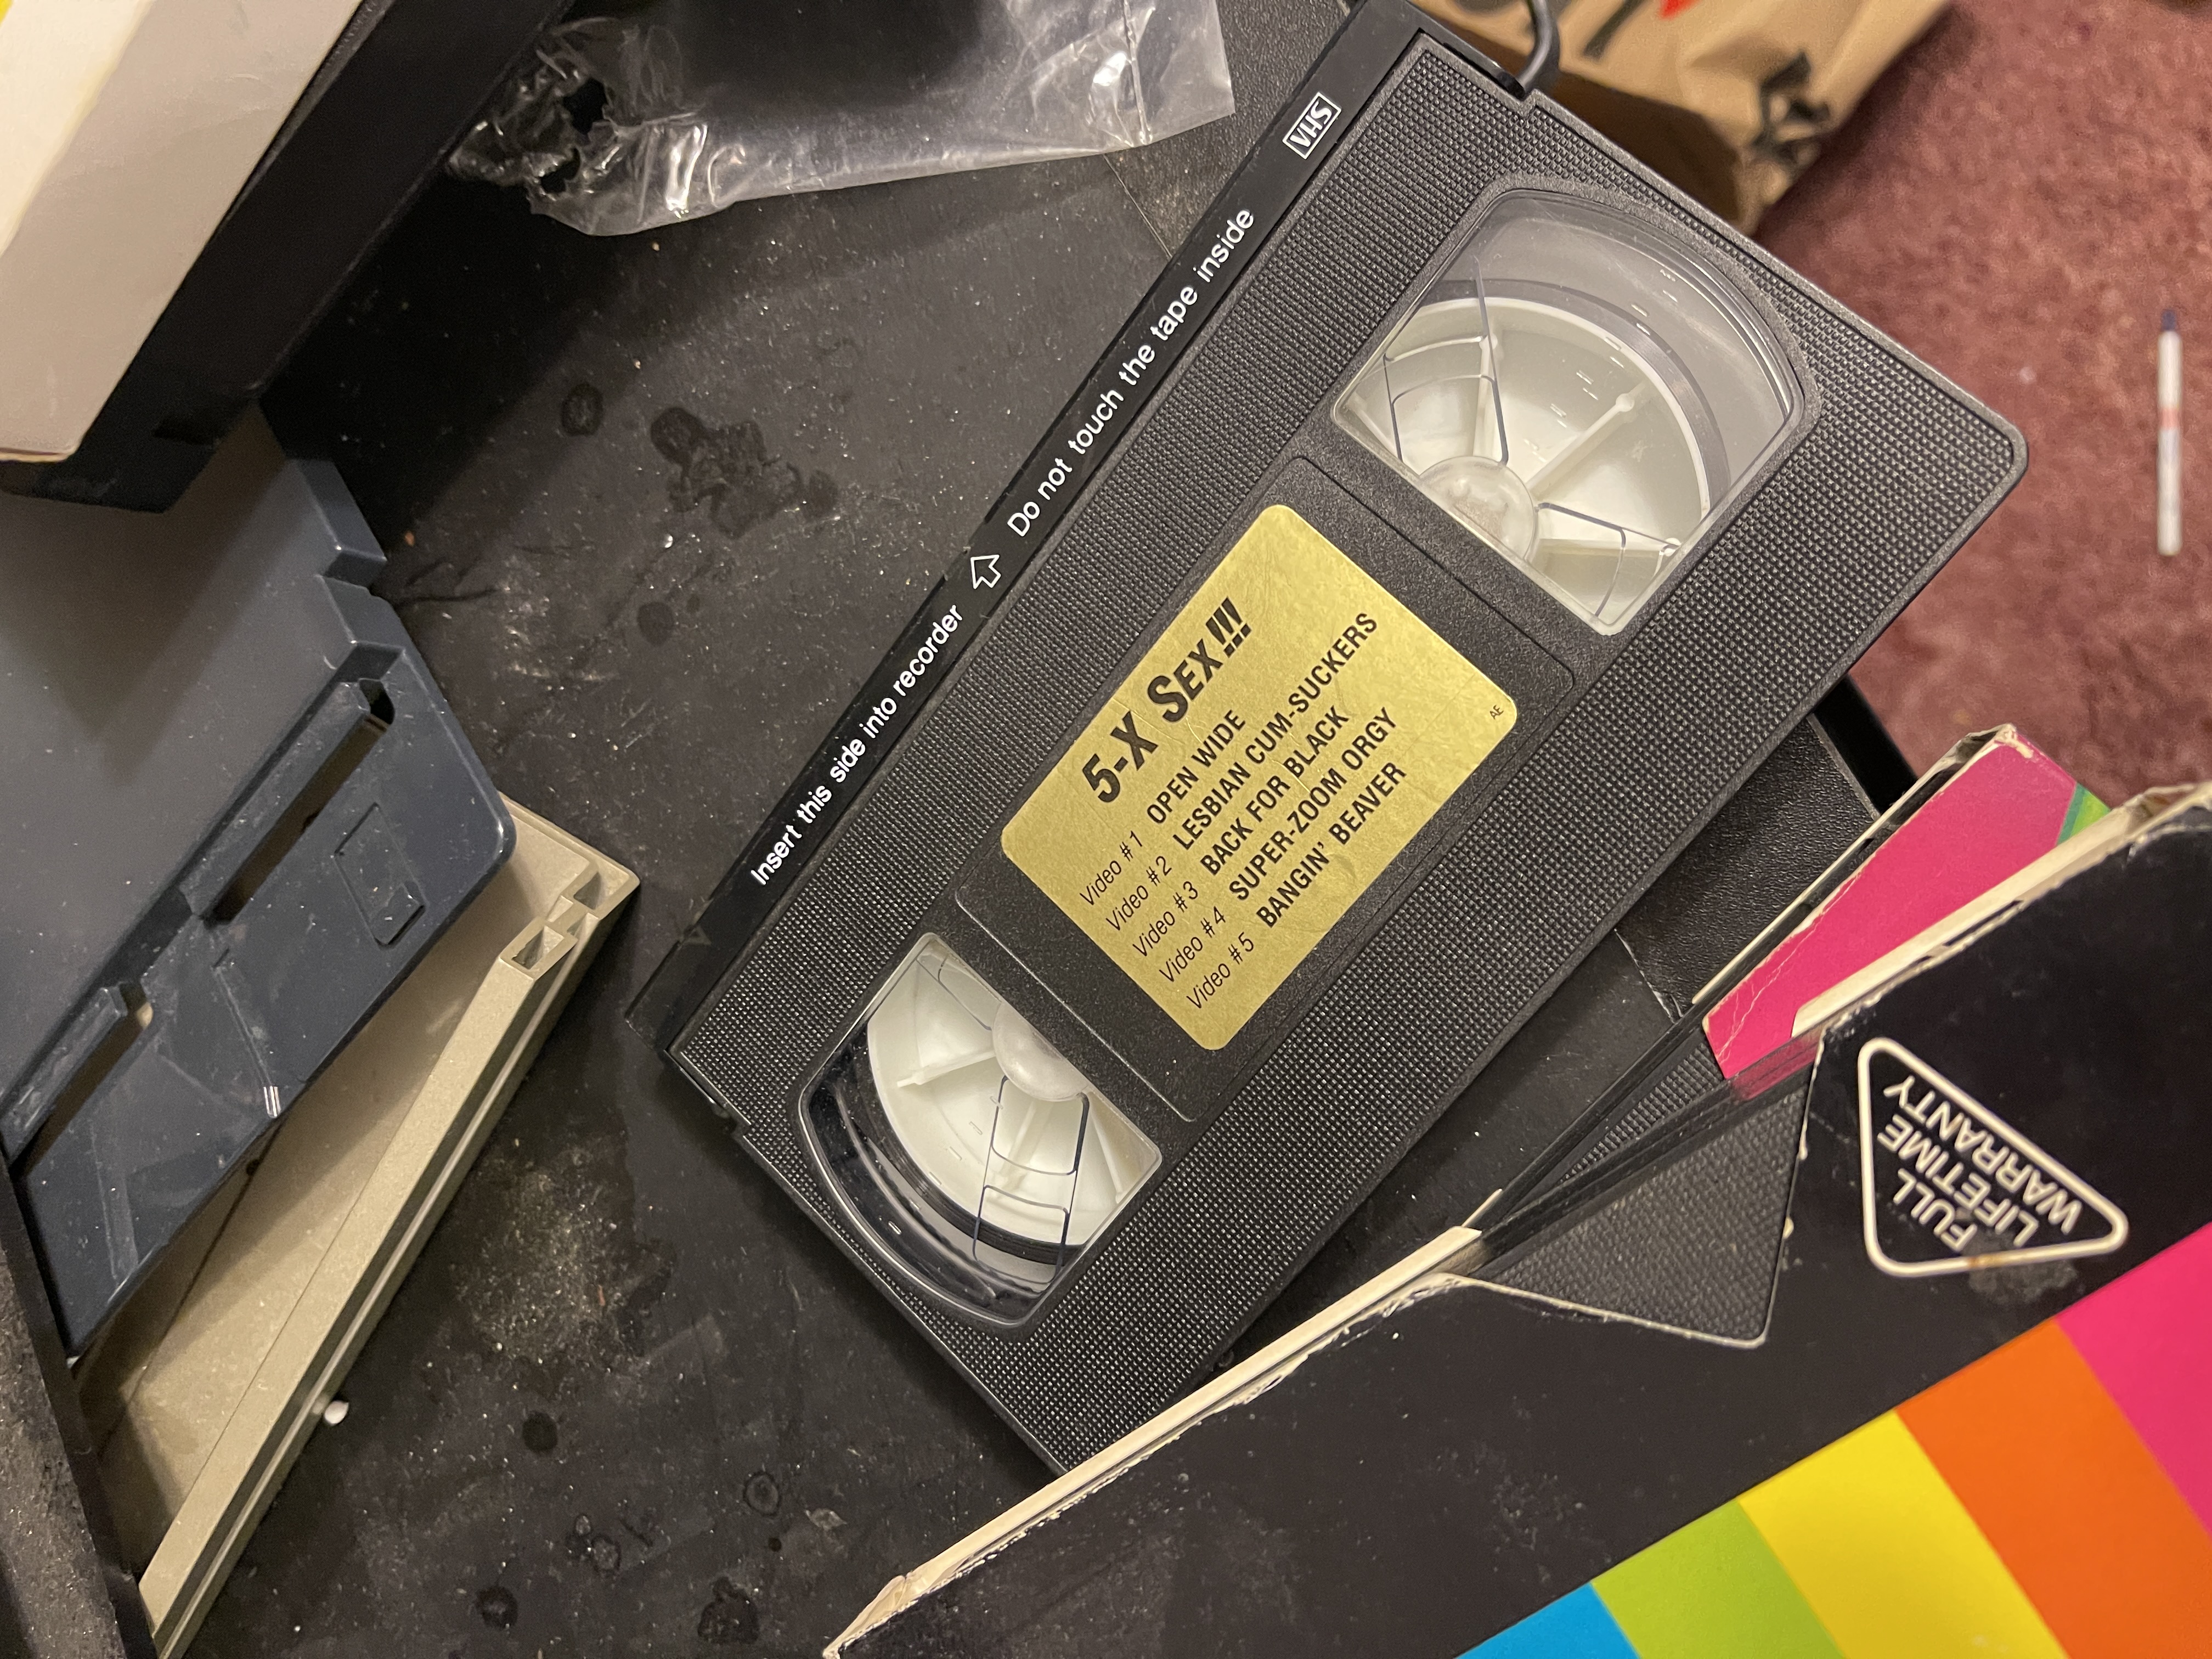 VHS
Insert this side into recorder ⇧ Do not touch the tape inside
5-X SEX!!!
Video #1 OPEN WIDE
Video #2 LESBIAN CUM-SUCKERS
Video #3 BACK FOR BLACK
Video #4 SUPER-ZOOM ORGY
Video #5 BANGIN' BEAVER
AE
FULL
LIFETIME
WARRANTY